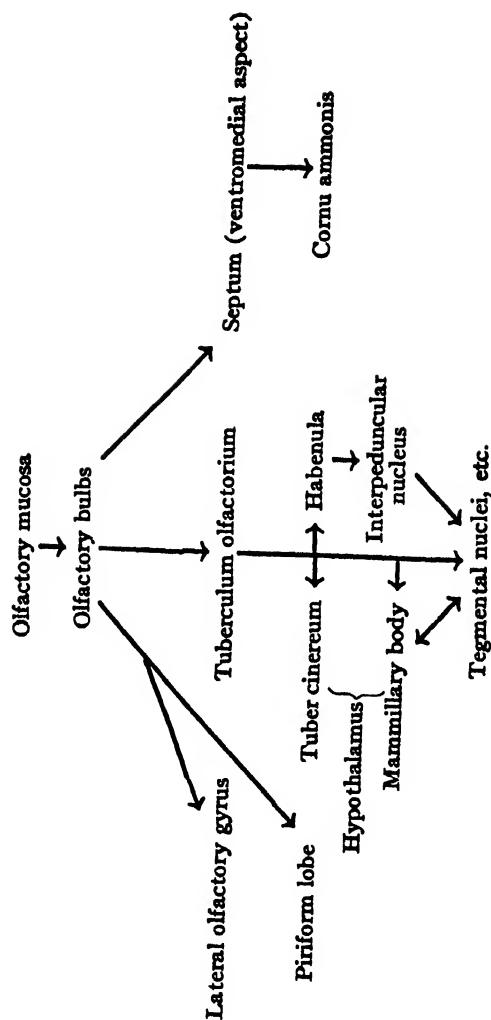 Olfactory mucosa
Olfactory bulbs
Lateral olfactory gyrus
Tuberculum olfactorium
Septum (ventromedial aspect)
Piriform lobe
Tuber cinereum
Habenula
Cornu ammonis
Hypothalamus
Mammillary body
Interpeduncular
nucleus
Tegmental nuclei, etc.